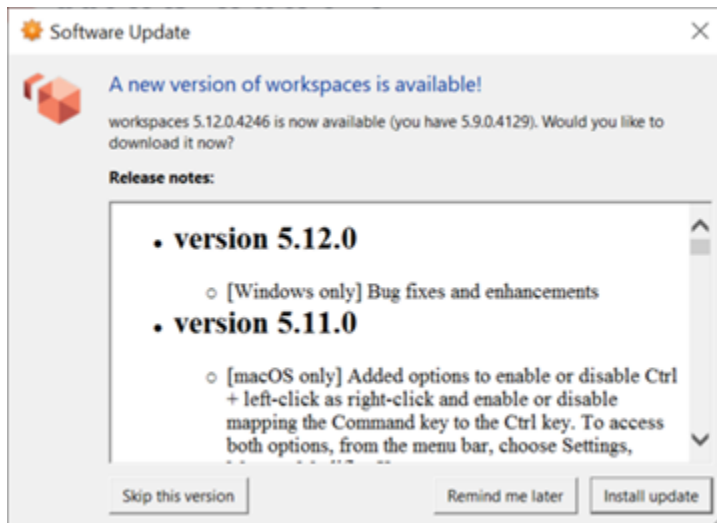 Software Update
A new version of workspaces is available!
workspaces 5.12.0.4246 is now available (you have 5.9.0.4129). Would you like to
download it now?
Release notes:
• version 5.12.0
○ [Windows only] Bug fixes and enhancements
• version 5.11.0
○ [macOS only] Added options to enable or disable Ctrl
+ left-click as right-click and enable or disable
mapping the Command key to the Ctrl key. To access
both options, from the menu bar, choose Settings,
Skip this version
Remind me later
Install update